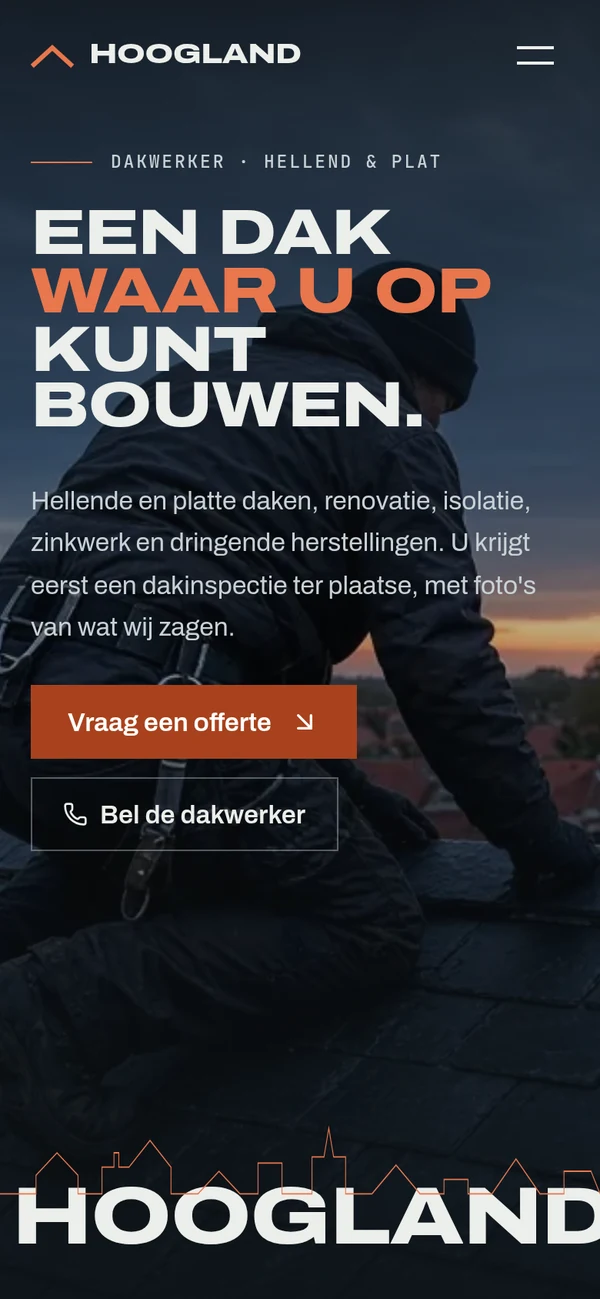 HOOGLAND
DAKWERKER · HELLEND & PLAT
EEN DAK
WAAR U OP
KUNT
BOUWEN.
Hellende en platte daken, renovatie, isolatie,
zinkwerk en dringende herstellingen. U krijgt
eerst een dakinspectie ter plaatse, met foto's
van wat wij zagen.
Vraag een offerte
Bel de dakwerker
HOOGLAND